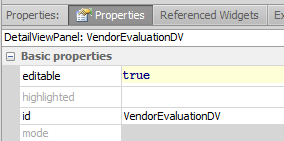 Properties: Properties Referenced Widgets
DetailViewPanel: VendorEvaluationDV
Basic properties
editable true
highlighted
id VendorEvaluationDV
mode